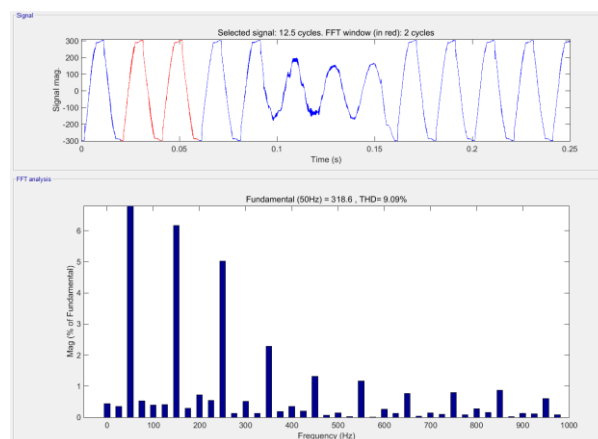 Signal
Selected signal: 12.5 cycles. FFT window (in red): 2 cycles
Signal mag.
300
200
100
0
-100
-200
-300
0 0.05 0.1 0.15 0.2 0.25
Time (s)
FFT analysis
Fundamental (50Hz) = 318.6 , THD= 9.09%
Mag (% of Fundamental)
6
5
4
3
2
1
0
0 100 200 300 400 500 600 700 800 900 1000
Frequency (Hz)